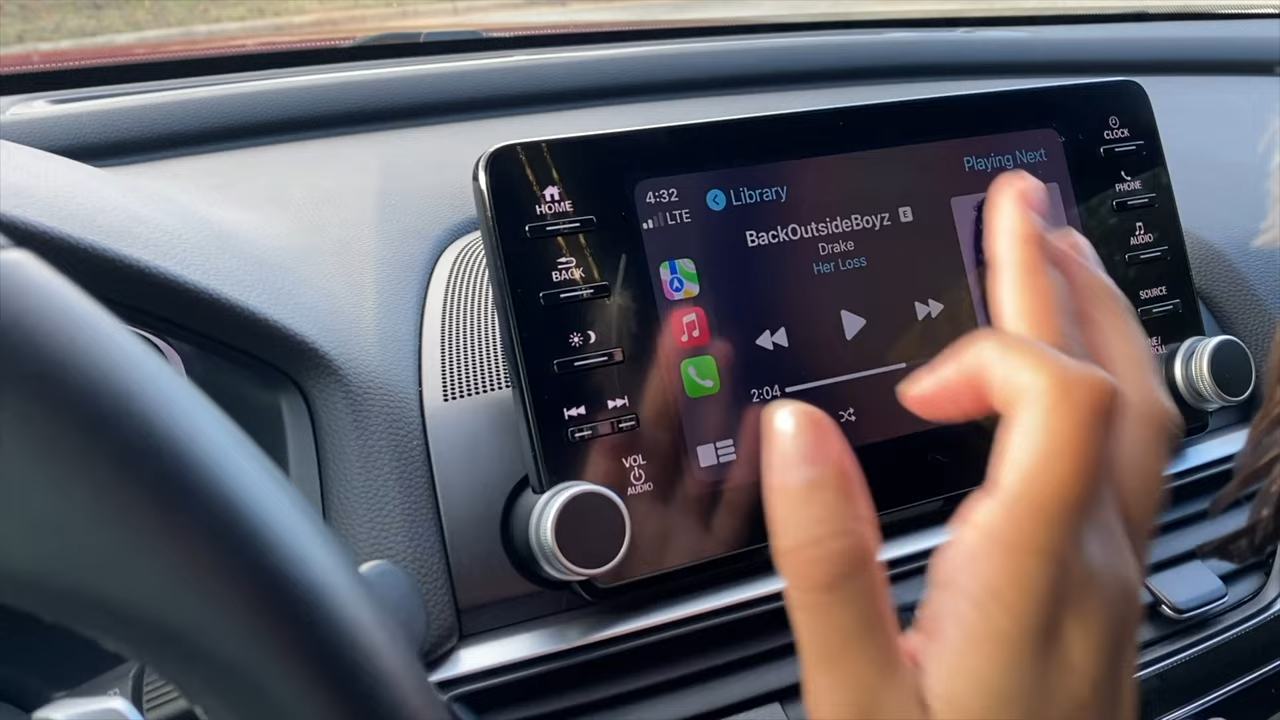 HOME
BACK
VOL
AUDIO
4:32
LTE
Library
Playing Next
BackOutsideBoyz E
Drake
Her Loss
2:04
CLOCK
PHONE
AUDIO
SOURCE